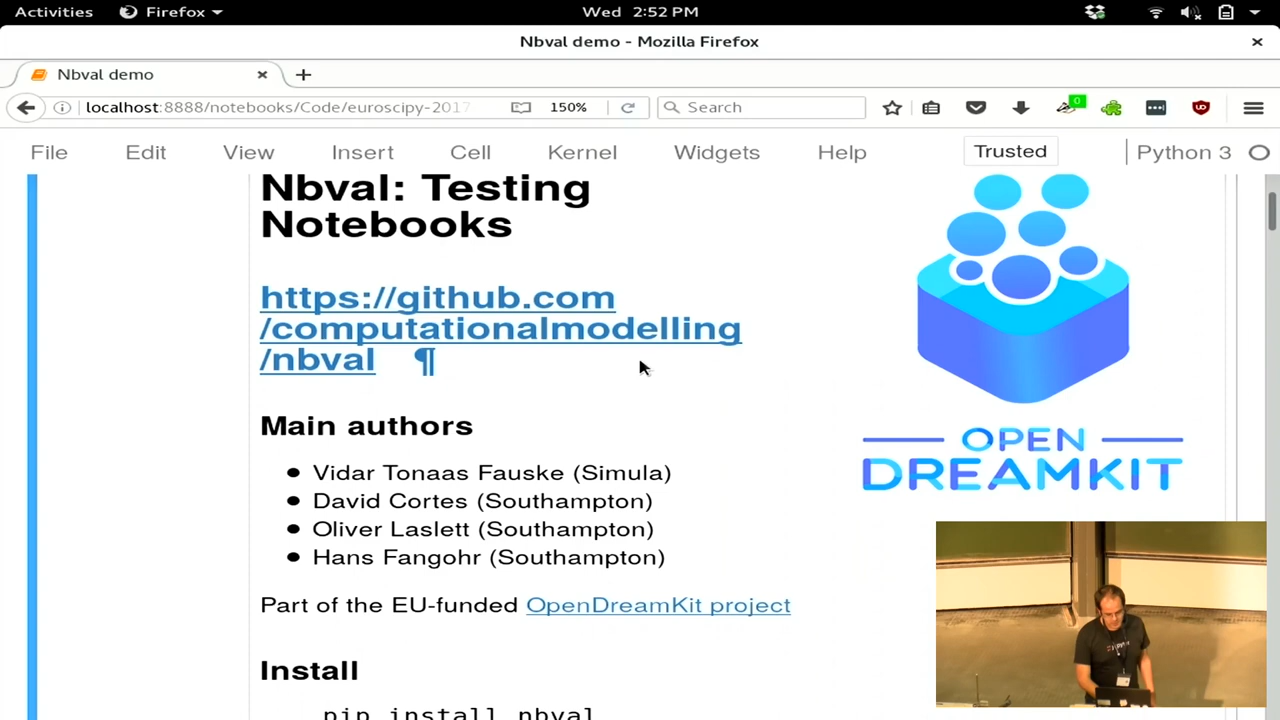 Activities Firefox Wed 2:52 PM
Nbval demo - Mozilla Firefox
Nbval demo
localhost:8888/notebooks/Code/euroscipy-2017 150% Search 0
File Edit View Insert Cell Kernel Widgets Help Trusted Python 3
Nbval: Testing
Notebooks
https://github.com
/computationalmodelling
/nbval ¶
Main authors
Vidar Tonaas Fauske (Simula)
David Cortes (Southampton)
Oliver Laslett (Southampton)
Hans Fangohr (Southampton)
Part of the EU-funded OpenDreamKit project
Install
pip install nbval
OPEN
DREAMKIT